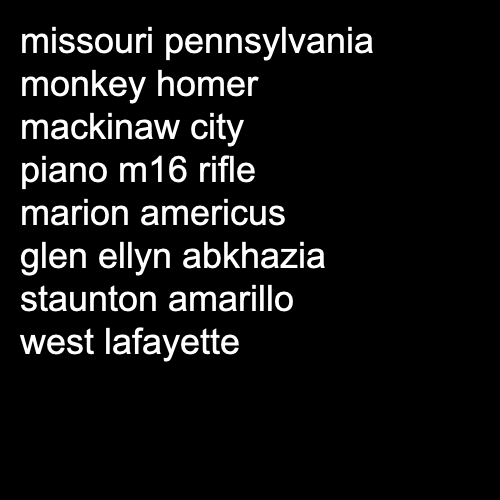 missouri pennsylvania
monkey homer
mackinaw city
piano m16 rifle
marion americus
glen ellyn abkhazia
staunton amarillo
west lafayette